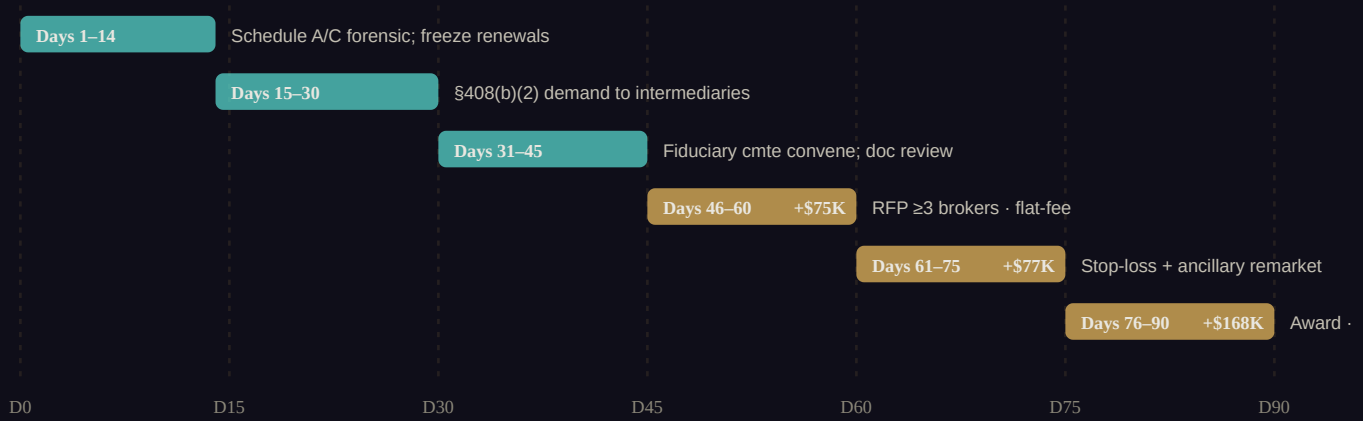 Days 1–14 Schedule A/C forensic; freeze renewals
Days 15–30 §408(b)(2) demand to intermediaries
Days 31–45 Fiduciary cmte convene; doc review
Days 46–60 +$75K RFP ≥3 brokers · flat-fee
Days 61–75 +$77K Stop-loss + ancillary remarket
Days 76–90 +$168K Award ·
D0 D15 D30 D45 D60 D75 D90